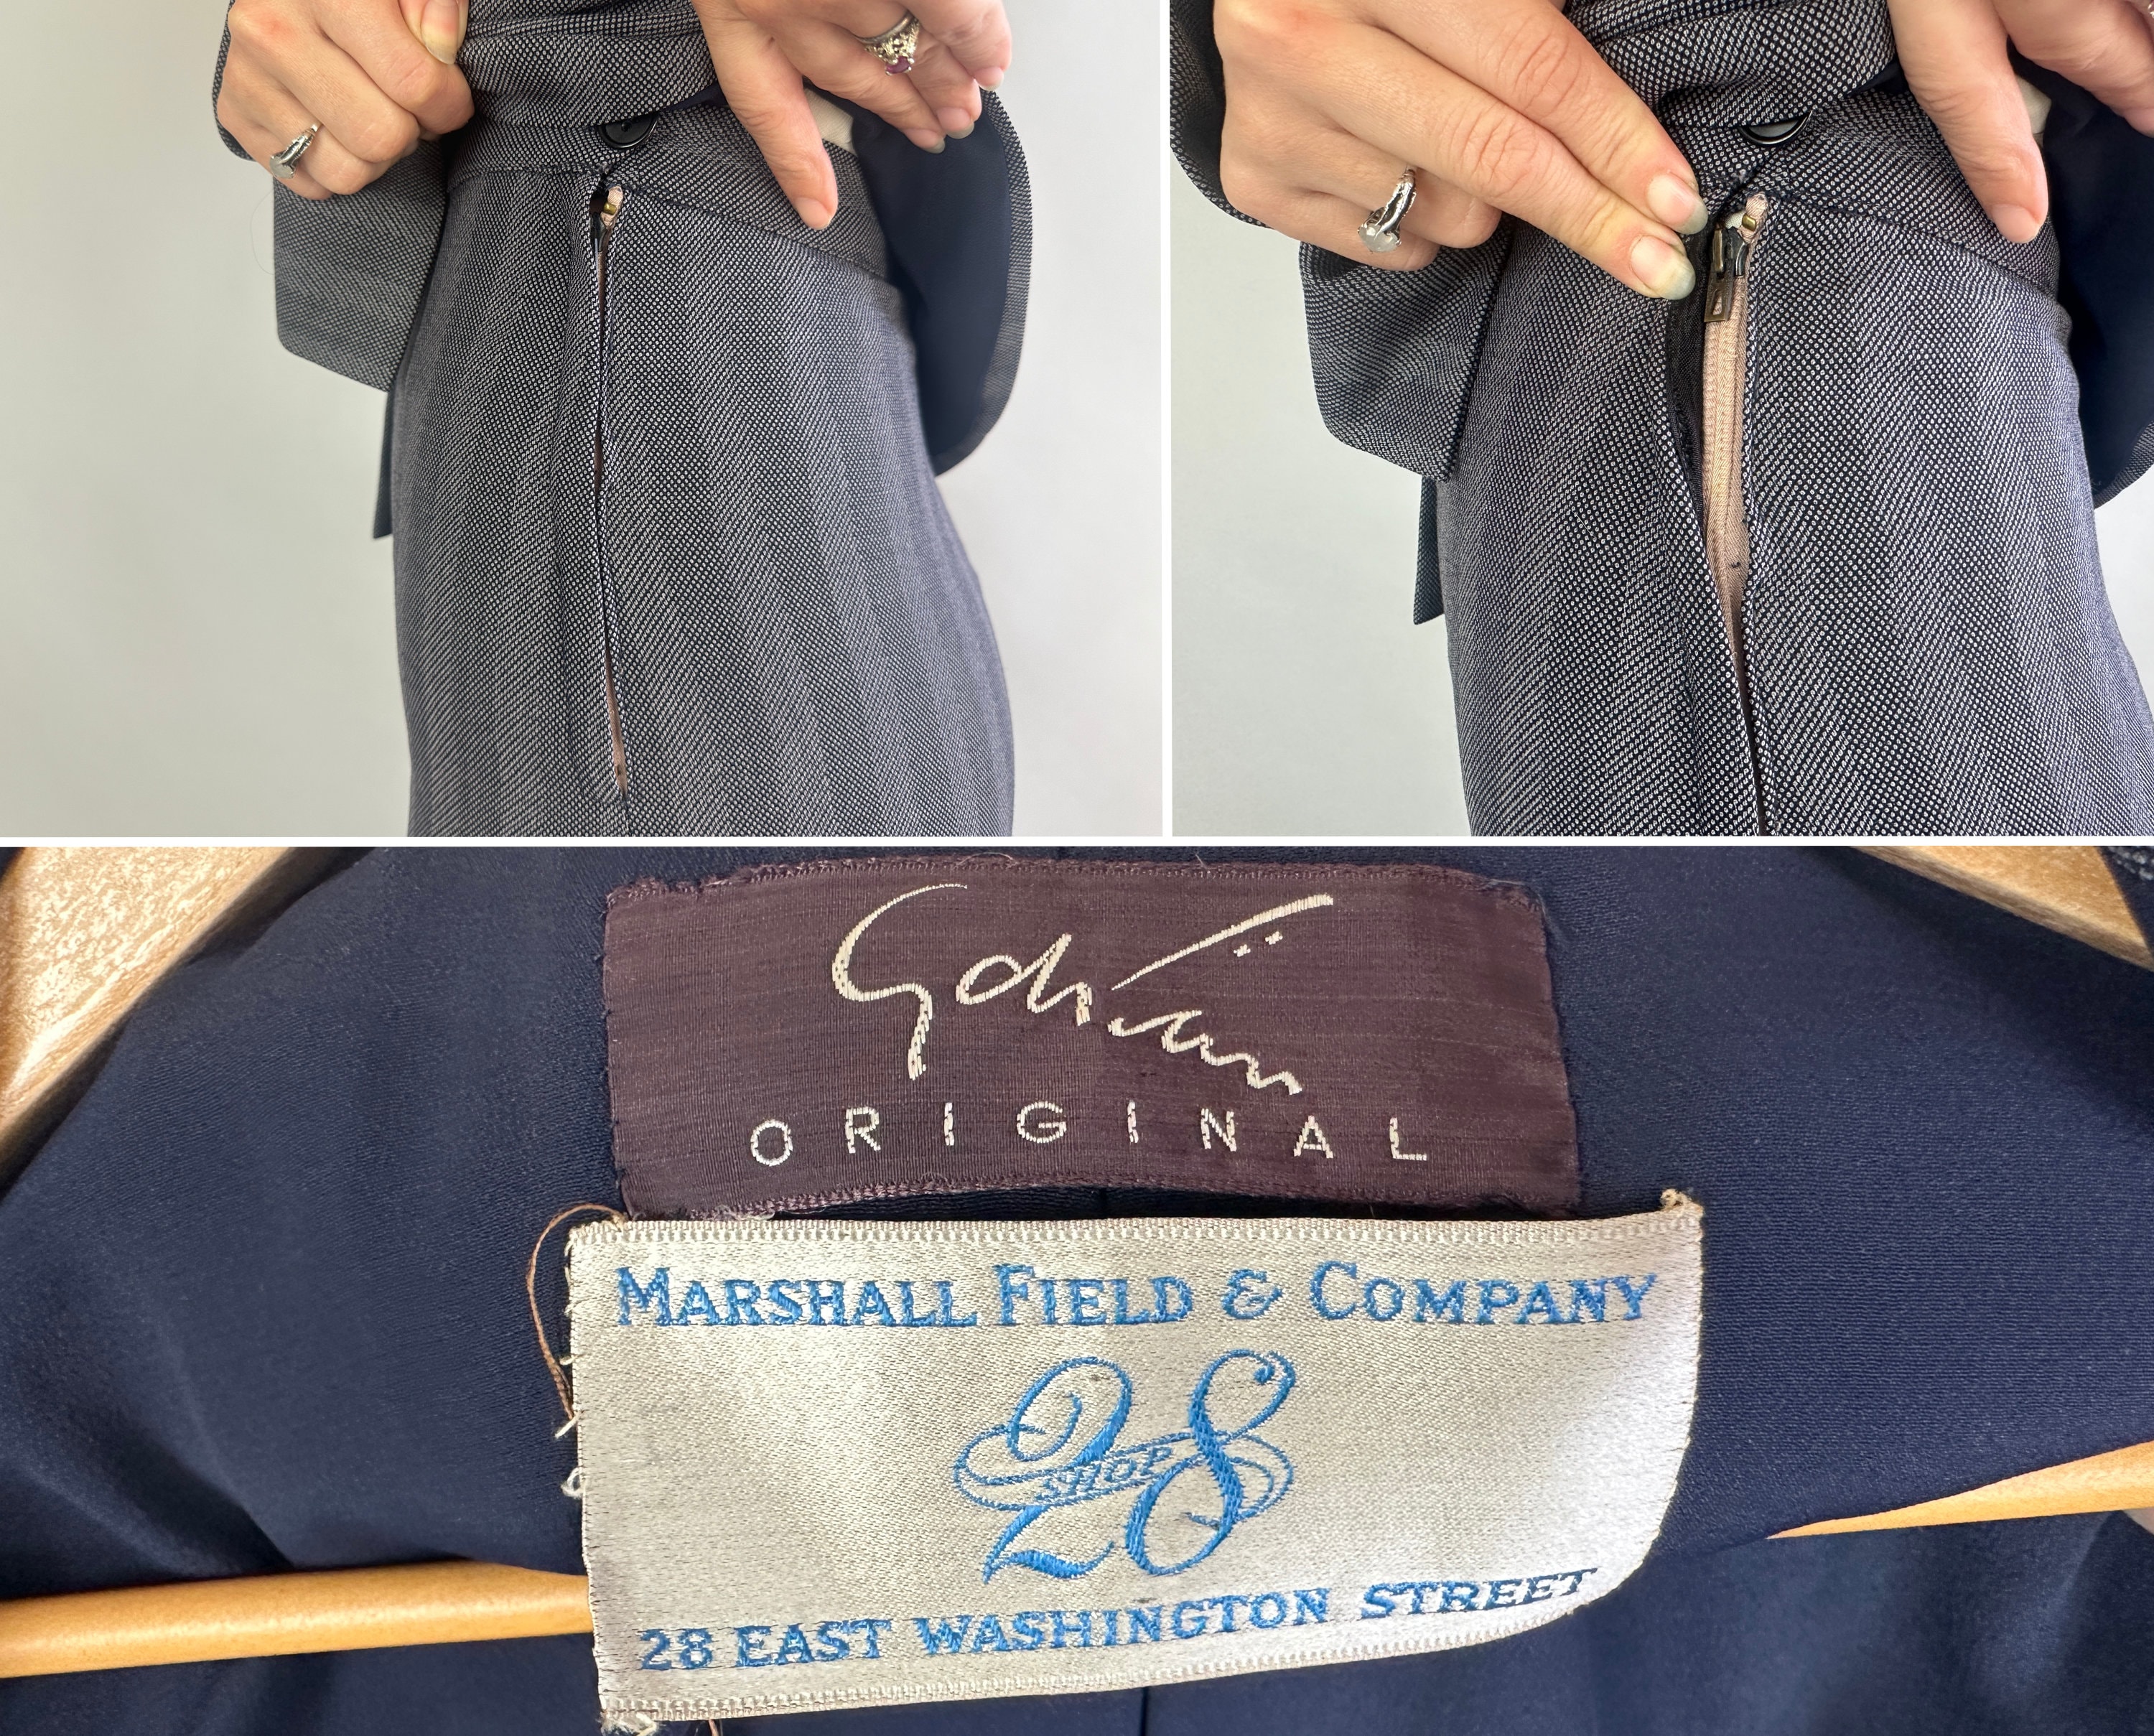 ORIGINAL
MARSHALL FIELD & COMPANY
28
SHOP
28 EAST WASHINGTON STREET